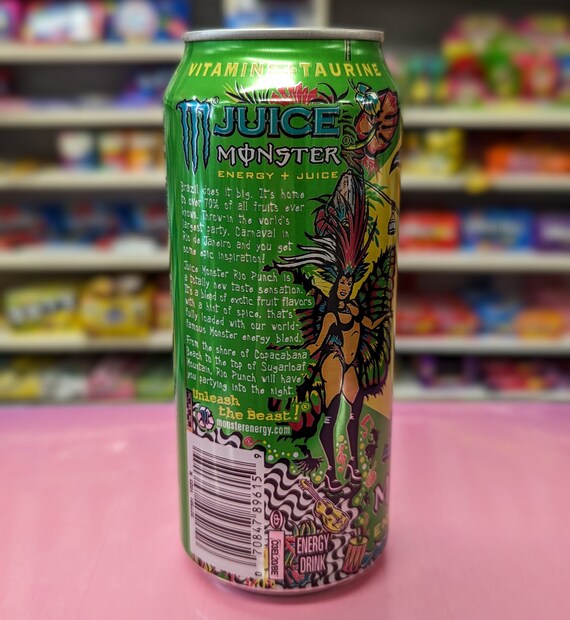 VITAMINS+TAURINE
JUICE
MONSTER
ENERGY + JUICE
Brazil does it big. It's home
to over 70% of all fruits ever
known. Throw-in the world's
largest party, Carnaval in
Rio de Janeiro and you get
some epic inspiration!
Juice Monster Rio Punch is
a totally new taste sensation.
It's a blend of exotic fruit flavors
with a hint of spice, that's
fully loaded with our world-
famous Monster energy blend.
From the shore of Copacabana
Beach to the top of Sugarloaf
Mountain, Rio Punch will have
you partying into the night.
Unleash
the Beast!®
monsterenergy.com
0 70847 89615 9
ENERGY
DRINK